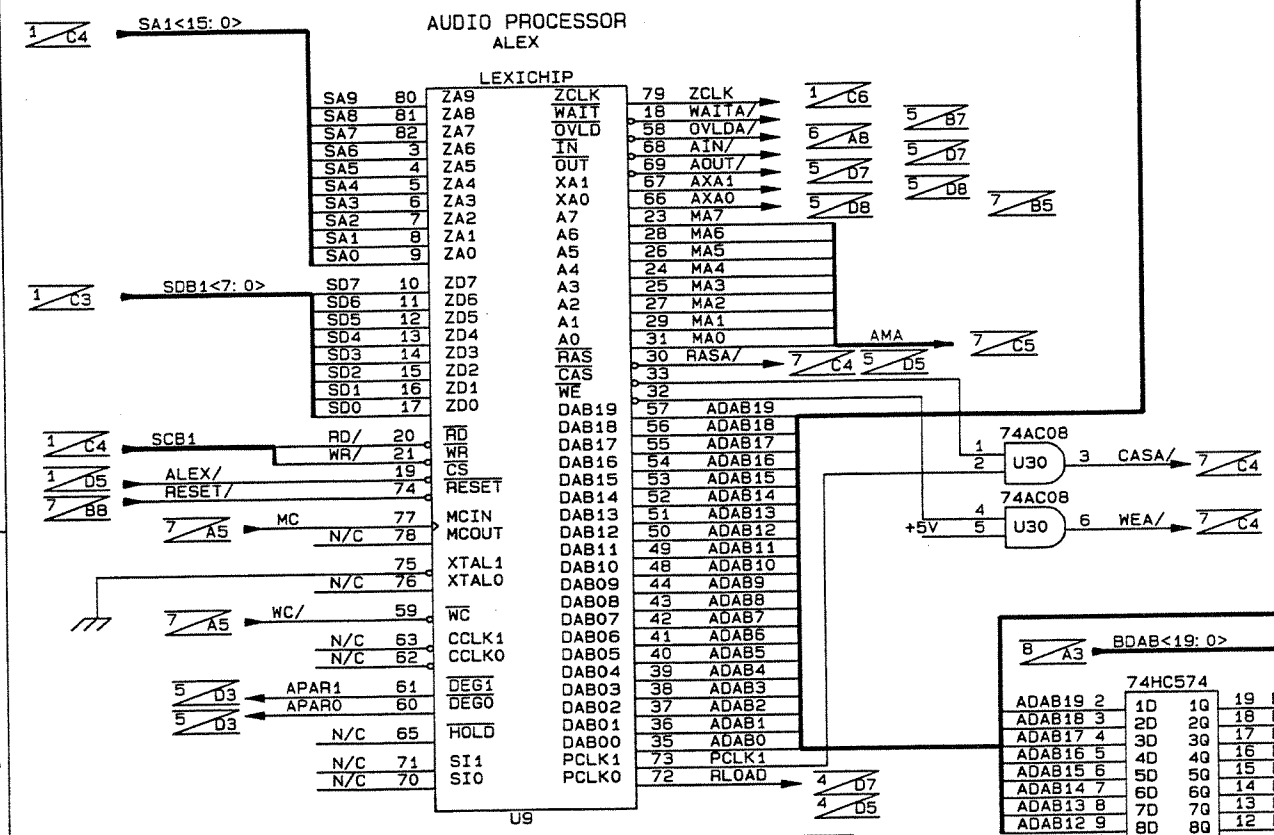 AUDIO PROCESSOR
ALEX
LEXICHIP
1 C4 SA1<15:0>
SA9 80 ZA9 ZCLK 79 ZCLK 1 C6
SA8 81 ZA8 WAIT 18 WAITA/ 5 B7
SA7 82 ZA7 OVLD 58 OVLDA/ 6 A8
SA6 3 ZA6 IN 68 AIN/ 5 D7
SA5 4 ZA5 OUT 69 AOUT/ 5 D7
SA4 5 ZA4 XA1 67 AXA1 5 D8
SA3 6 ZA3 XA0 66 AXA0 5 D8 7 B5
SA2 7 ZA2 A7 23 MA7
SA1 8 ZA1 A6 28 MA6
SA0 9 ZA0 A5 26 MA5
A4 24 MA4
1 C3 SDB1<7:0>
SD7 10 ZD7 A3 25 MA3
SD6 11 ZD6 A2 27 MA2
SD5 12 ZD5 A1 29 MA1
SD4 13 ZD4 A0 31 MA0 AMA 7 C5
SD3 14 ZD3 RAS 30 RASA/ 7 C4 5 D5
SD2 15 ZD2 CAS 33
SD1 16 ZD1 WE 32
SD0 17 ZD0 DAB19 57 ADAB19
DAB18 56 ADAB18
1 C4 SCB1 RD/ 20 RD DAB17 55 ADAB17
WR/ 21 WR DAB16 54 ADAB16
1 D5 ALEX/ 19 CS DAB15 53 ADAB15
7 B8 RESET/ 74 RESET DAB14 52 ADAB14
7 A5 MC 77 MCIN DAB13 51 ADAB13
N/C 78 MCOUT DAB12 50 ADAB12
DAB11 49 ADAB11
75 XTAL1 DAB10 48 ADAB10
N/C 76 XTAL0 DAB09 44 ADAB9
DAB08 43 ADAB8
7 A5 WC/ 59 WC DAB07 42 ADAB7
N/C 63 CCLK1 DAB06 41 ADAB6
N/C 62 CCLK0 DAB05 40 ADAB5
DAB04 39 ADAB4
5 D3 APAR1 61 DEG1 DAB03 38 ADAB3
5 D3 APAR0 60 DEG0 DAB02 37 ADAB2
DAB01 36 ADAB1
N/C 65 HOLD DAB00 35 ADAB0
N/C 71 SI1 PCLK1 73 PCLK1
N/C 70 SI0 PCLK0 72 RLOAD 4 D7
4 D5
U9
74AC08
1 2 U30 3 CASA/ 7 C4
74AC08
4 +5V 5 U30 6 WEA/ 7 C4
8 A3 BDAB<19:0>
74HC574
ADAB19 2 1D 1Q 19
ADAB18 3 2D 2Q 18
ADAB17 4 3D 3Q 17
ADAB16 5 4D 4Q 16
ADAB15 6 5D 5Q 15
ADAB14 7 6D 6Q 14
ADAB13 8 7D 7Q 13
ADAB12 9 8D 8Q 12